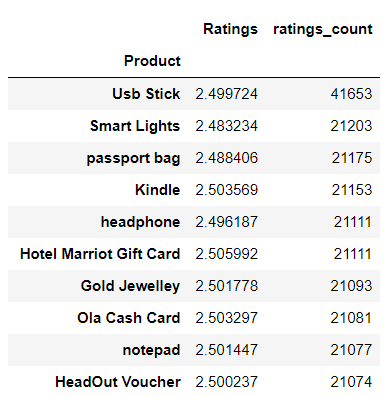 Ratings ratings_count
Product
Usb Stick 2.499724 41653
Smart Lights 2.483234 21203
passport bag 2.488406 21175
Kindle 2.503569 21153
headphone 2.496187 21111
Hotel Marriot Gift Card 2.505992 21111
Gold Jewelley 2.501778 21093
Ola Cash Card 2.503297 21081
notepad 2.501447 21077
HeadOut Voucher 2.500237 21074